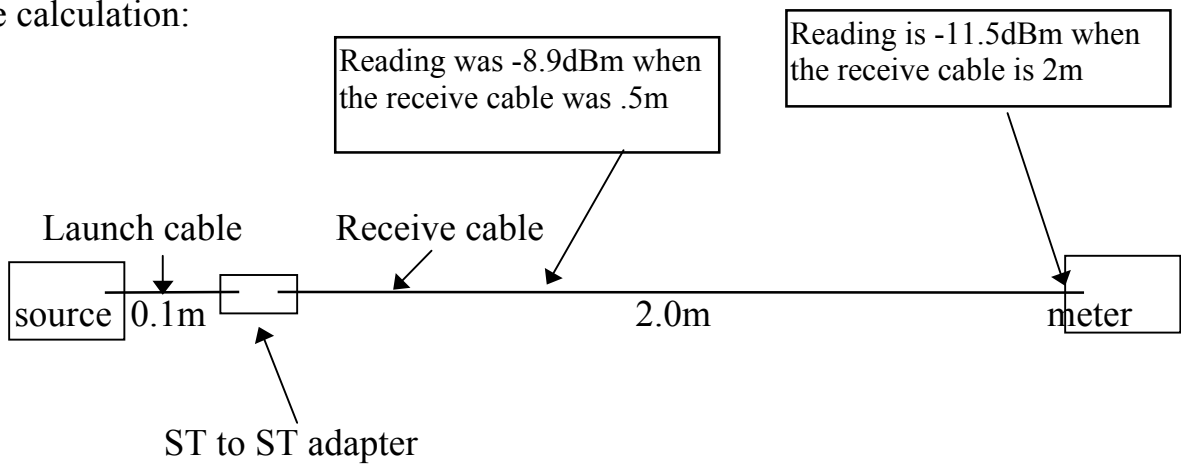 e calculation:
Reading was -8.9dBm when
the receive cable was .5m
Reading is -11.5dBm when
the receive cable is 2m
Launch cable
Receive cable
source
0.1m
2.0m
meter
ST to ST adapter